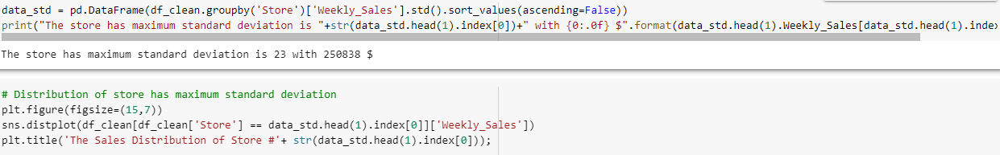 data_std = pd.DataFrame(df_clean.groupby('Store')['Weekly_Sales'].std().sort_values(ascending=False))
print("The store has maximum standard deviation is "+str(data_std.head(1).index[0])+" with {0:.0f} $".format(data_std.head(1).Weekly_Sales[data_std.head(1).inde
The store has maximum standard deviation is 23 with 250838 $
# Distribution of store has maximum standard deviation
plt.figure(figsize=(15,7))
sns.distplot(df_clean[df_clean['Store'] == data_std.head(1).index[0]]['Weekly_Sales'])
plt.title('The Sales Distribution of Store #'+ str(data_std.head(1).index[0]));